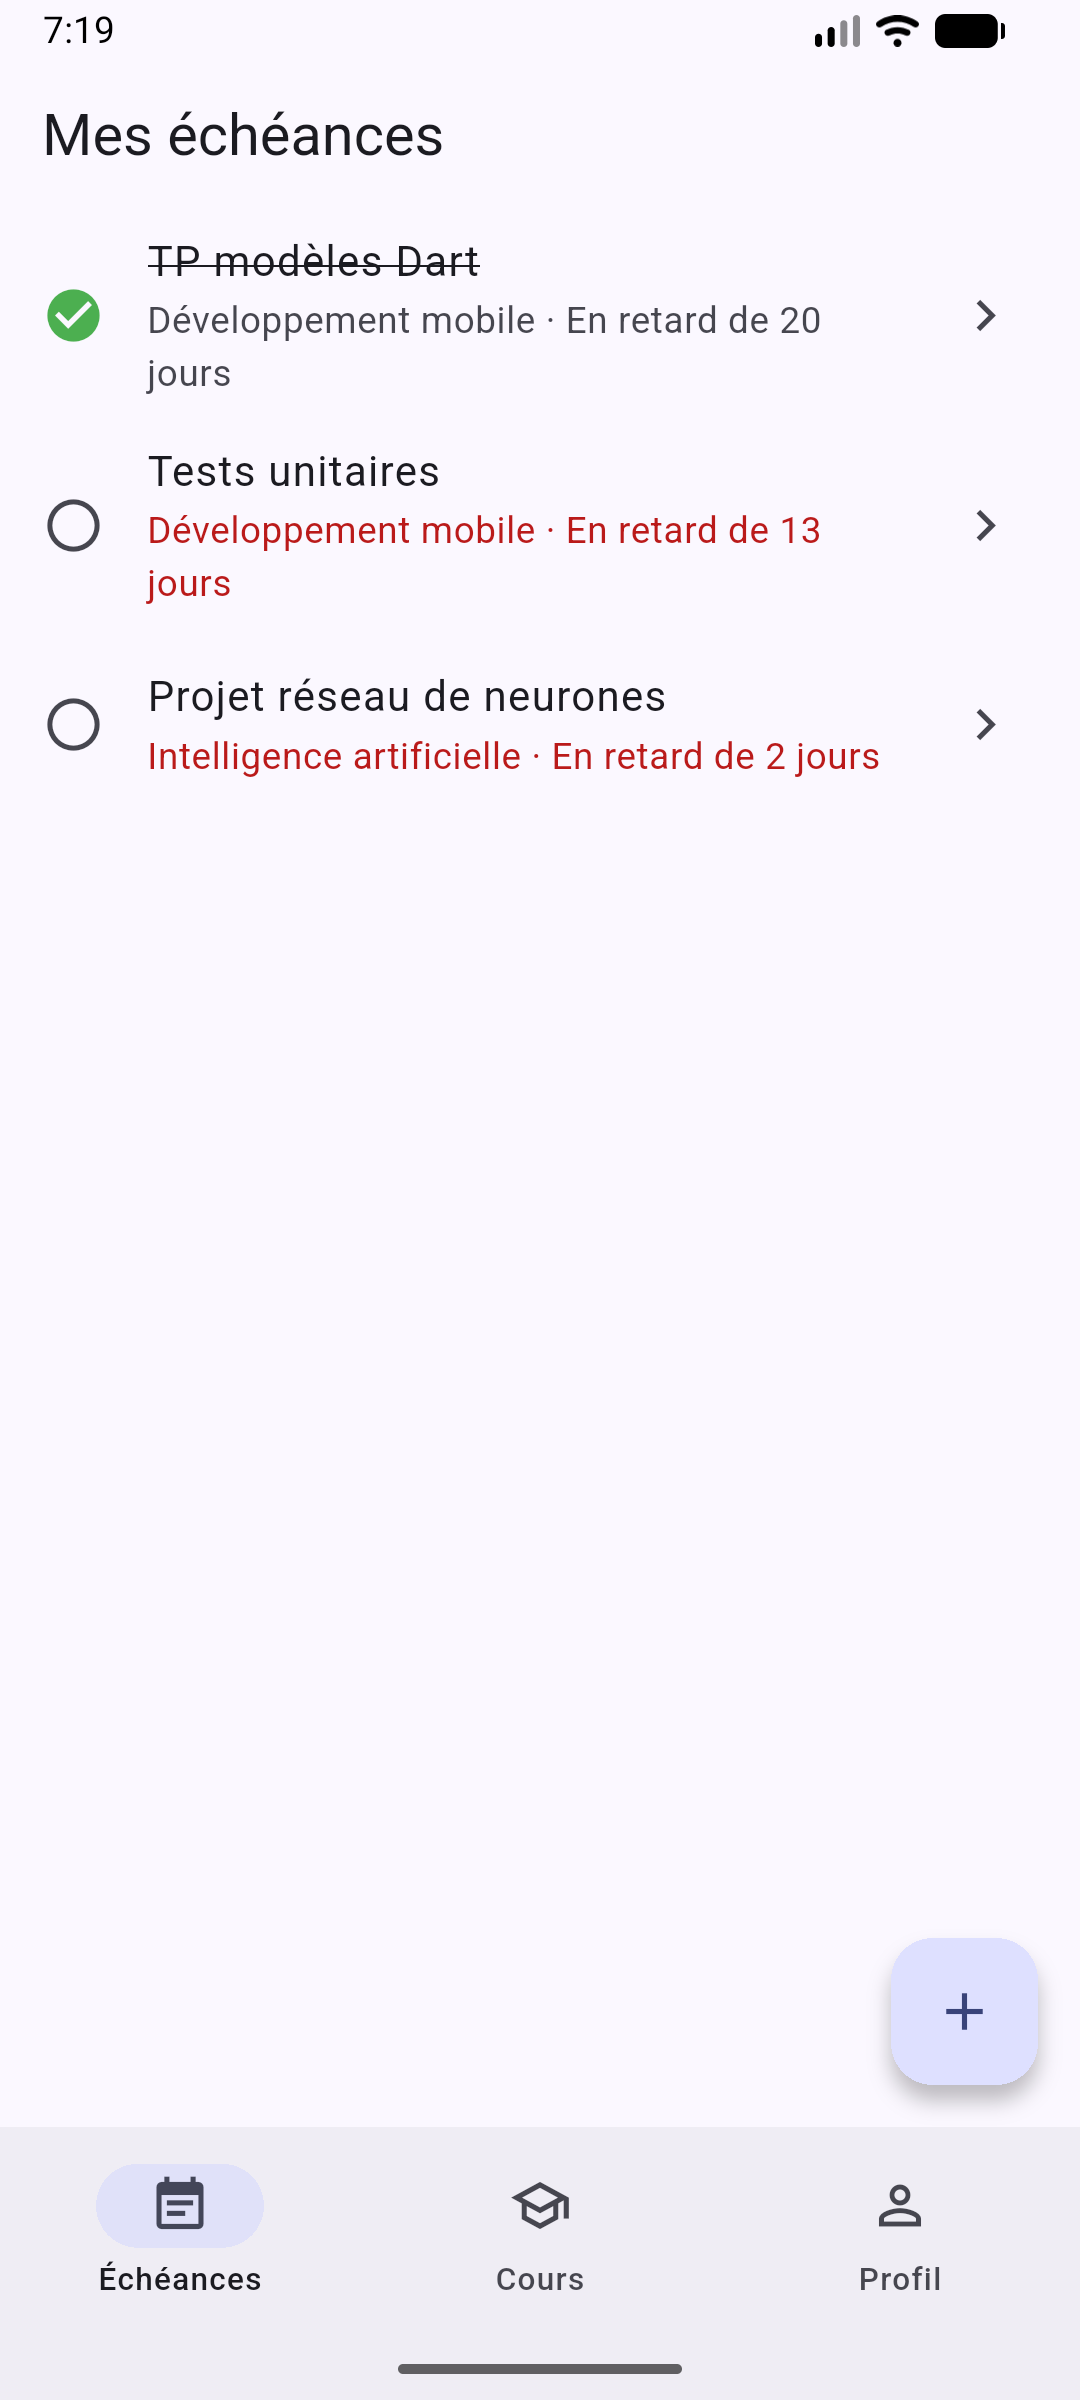 7:19
Mes échéances
TP modèles Dart
Développement mobile · En retard de 20
jours
Tests unitaires
Développement mobile · En retard de 13
jours
Projet réseau de neurones
Intelligence artificielle · En retard de 2 jours
Échéances
Cours
Profil